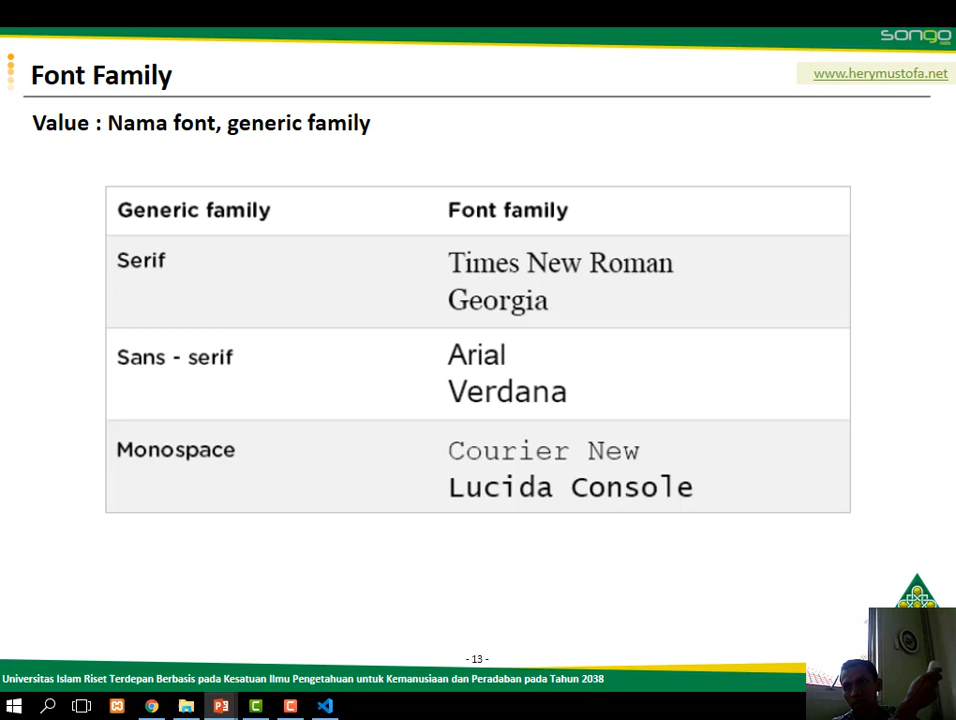 songo
Font Family
www.herymustofa.net
Value : Nama font, generic family
Generic family Font family
Serif Times New Roman
Georgia
Sans - serif Arial
Verdana
Monospace Courier New
Lucida Console
- 13 -
Universitas Islam Riset Terdepan Berbasis pada Kesatuan Ilmu Pengetahuan untuk Kemanusiaan dan Peradaban pada Tahun 2038